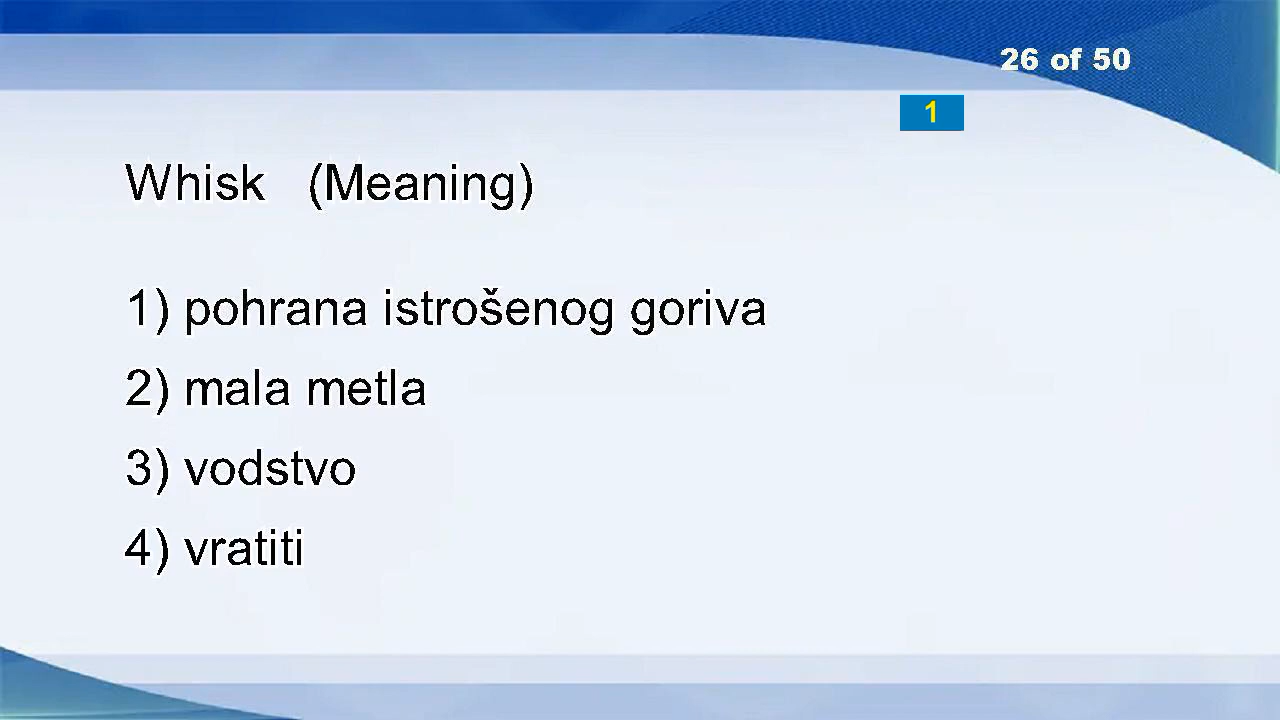 26 of 50
1
Whisk (Meaning)
1) pohrana istrošenog goriva
2) mala metla
3) vodstvo
4) vratiti